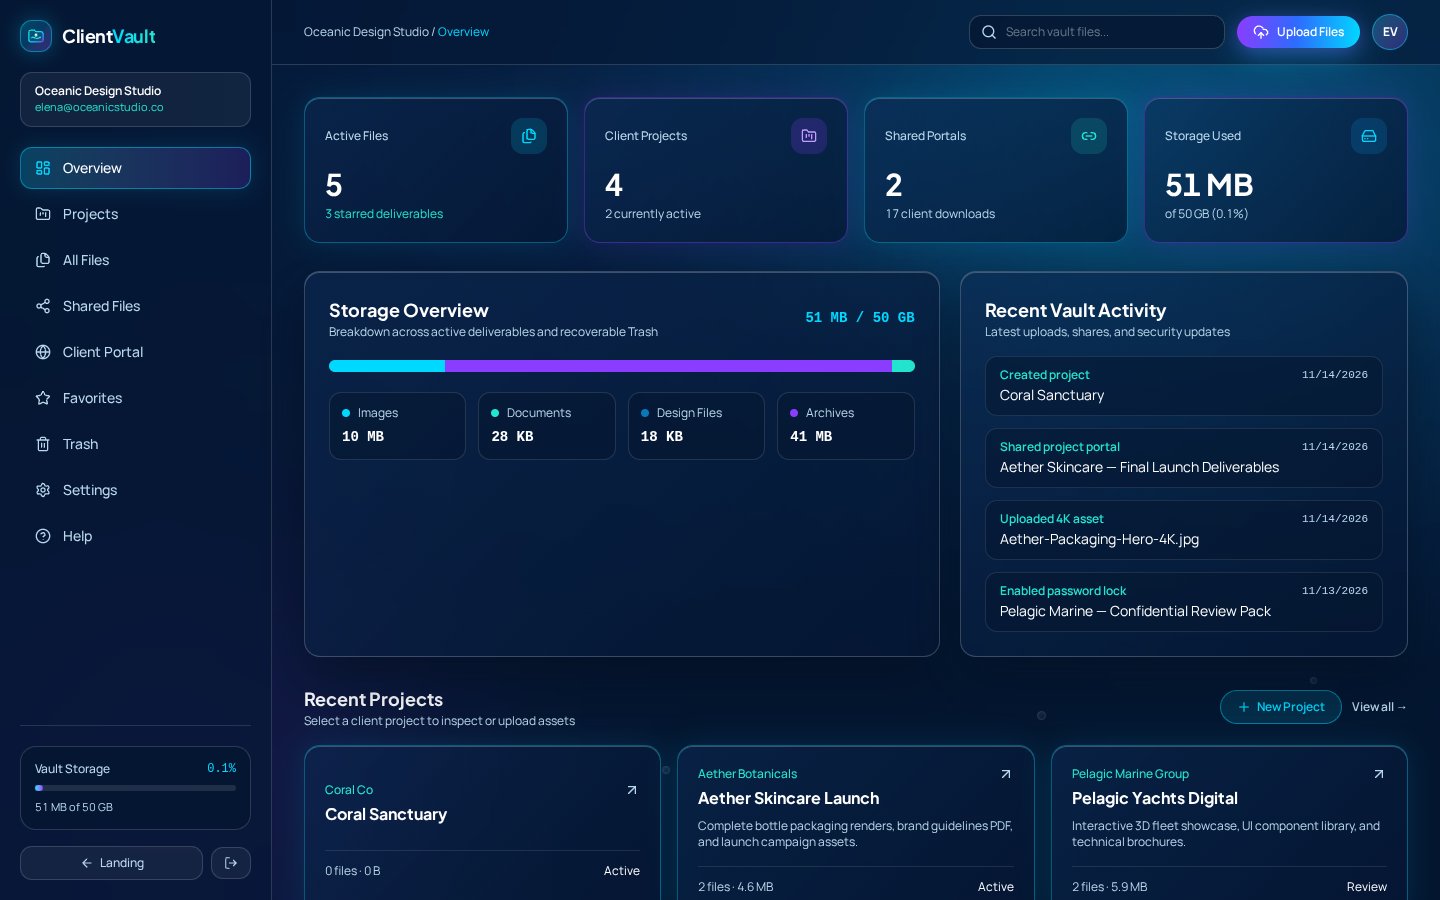 ClientVault
Oceanic Design Studio
elena@oceanicstudio.co
Overview
Projects
All Files
Shared Files
Client Portal
Favorites
Trash
Settings
Help
Vault Storage
0.1%
51 MB of 50 GB
Landing
Oceanic Design Studio / Overview
Search vault files...
Upload Files
EV
Active Files
5
3 starred deliverables
Client Projects
4
2 currently active
Shared Portals
2
17 client downloads
Storage Used
51 MB
of 50 GB (0.1%)
Storage Overview
Breakdown across active deliverables and recoverable Trash
51 MB / 50 GB
Images
10 MB
Documents
28 KB
Design Files
18 KB
Archives
41 MB
Recent Vault Activity
Latest uploads, shares, and security updates
Created project
11/14/2026
Coral Sanctuary
Shared project portal
11/14/2026
Aether Skincare — Final Launch Deliverables
Uploaded 4K asset
11/14/2026
Aether-Packaging-Hero-4K.jpg
Enabled password lock
11/13/2026
Pelagic Marine — Confidential Review Pack
Recent Projects
Select a client project to inspect or upload assets
New Project
View all →
Coral Co
Coral Sanctuary
0 files · 0 B
Active
Aether Botanicals
Aether Skincare Launch
Complete bottle packaging renders, brand guidelines PDF,
and launch campaign assets.
2 files · 4.6 MB
Active
Pelagic Marine Group
Pelagic Yachts Digital
Interactive 3D fleet showcase, UI component library, and
technical brochures.
2 files · 5.9 MB
Review